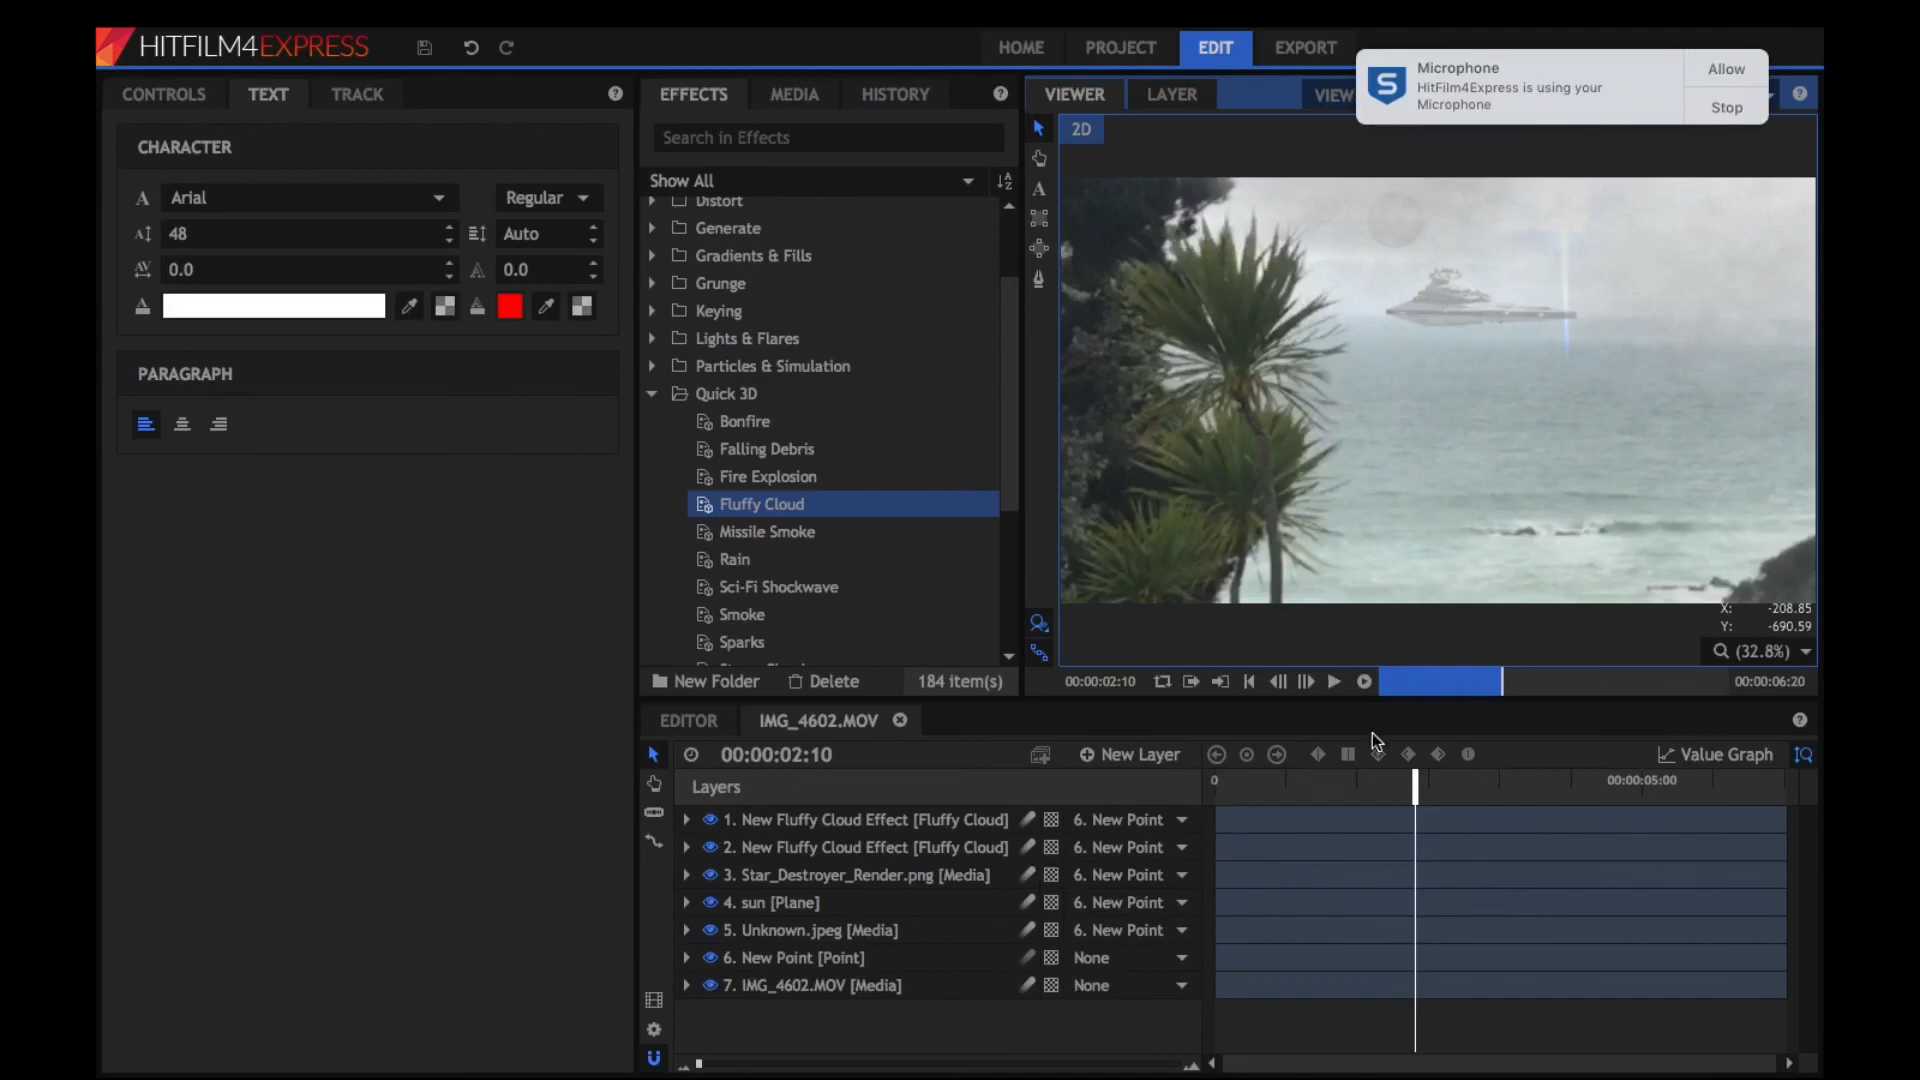 HITFILM4EXPRESS
HOME PROJECT EDIT EXPORT
Microphone
HitFilm4Express is using your
Microphone
Allow
Stop
CONTROLS TEXT TRACK
EFFECTS MEDIA HISTORY
VIEWER LAYER VIEW
CHARACTER
Arial Regular
48 Auto
0.0 0.0
PARAGRAPH
Search in Effects
Show All
Distort
Generate
Gradients & Fills
Grunge
Keying
Lights & Flares
Particles & Simulation
Quick 3D
Bonfire
Falling Debris
Fire Explosion
Fluffy Cloud
Missile Smoke
Rain
Sci-Fi Shockwave
Smoke
Sparks
New Folder Delete 184 item(s)
2D
X: -208.85
Y: -690.59
(32.8%)
00:00:02:10 00:00:06:20
EDITOR IMG_4602.MOV
00:00:02:10 New Layer Value Graph
Layers 0 00:00:05:00
1. New Fluffy Cloud Effect [Fluffy Cloud] 6. New Point
2. New Fluffy Cloud Effect [Fluffy Cloud] 6. New Point
3. Star_Destroyer_Render.png [Media] 6. New Point
4. sun [Plane] 6. New Point
5. Unknown.jpeg [Media] 6. New Point
6. New Point [Point] None
7. IMG_4602.MOV [Media] None